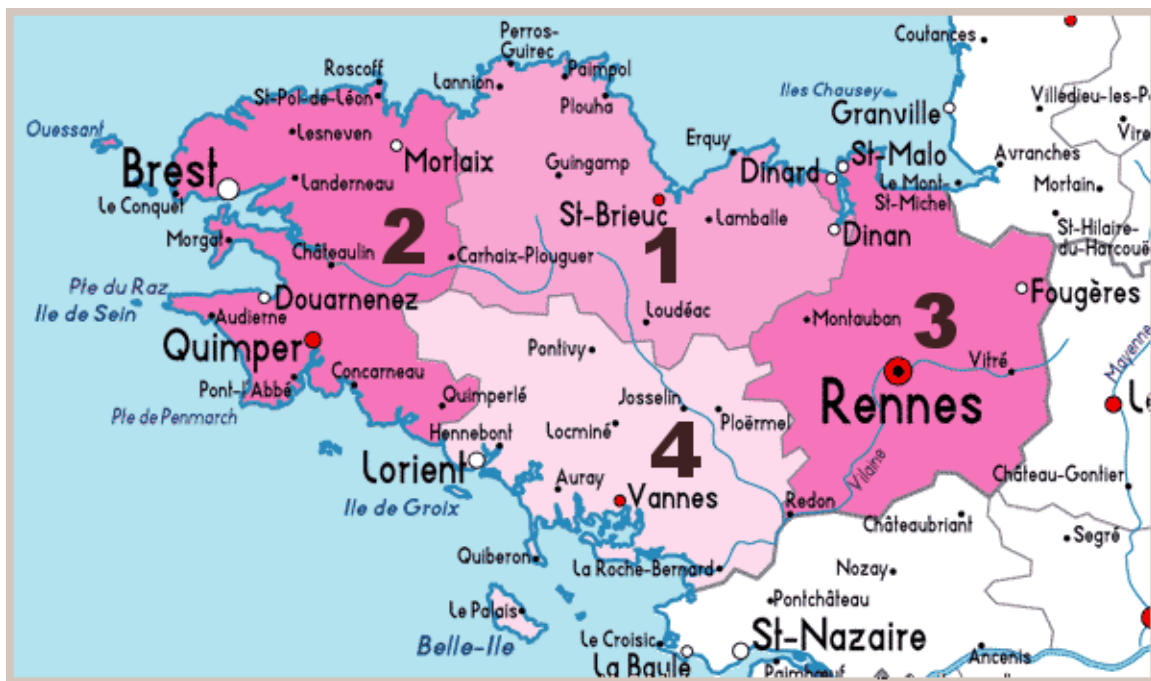 Perros-
Guirec
Coutances
Roscoff
Lannion
Paimpol
St-Pol-de-Léon
Plouha
Iles Chausey
Granville
Villedieu-les-P
Vire
Ouessant
Lesneven
Morlaix
Erquy
St-Malo
Avranches
Brest
Landerneau
Guingamp
Dinard
Le Mont-
St-Michel
Mortain
Le Conquet
St-Brieuc
Lamballe
Dinan
St-Hilaire-
du-Harcouë
Morgat
2
1
Châteaulin
Carhaix-Plouguer
Pte du Raz
Ile de Sein
Douarnenez
Audierne
Loudéac
Montauban
3
Fougères
Quimper
Pontivy
Vitré
Mayenne
Pont-l'Abbé
Concarneau
Rennes
Pte de Penmarch
Quimperlé
Josselin
Ploërmel
Hennebont
Locminé
4
Lorient
Auray
Vannes
Vilaine
Château-Gontier
Ile de Groix
Redon
Châteaubriant
Segré
Quiberon
La Roche-Bernard
Nozay
Le Palais
Pontchâteau
Belle-Ile
Le Croisic
St-Nazaire
La Baule
Paimbœuf
Ancenis